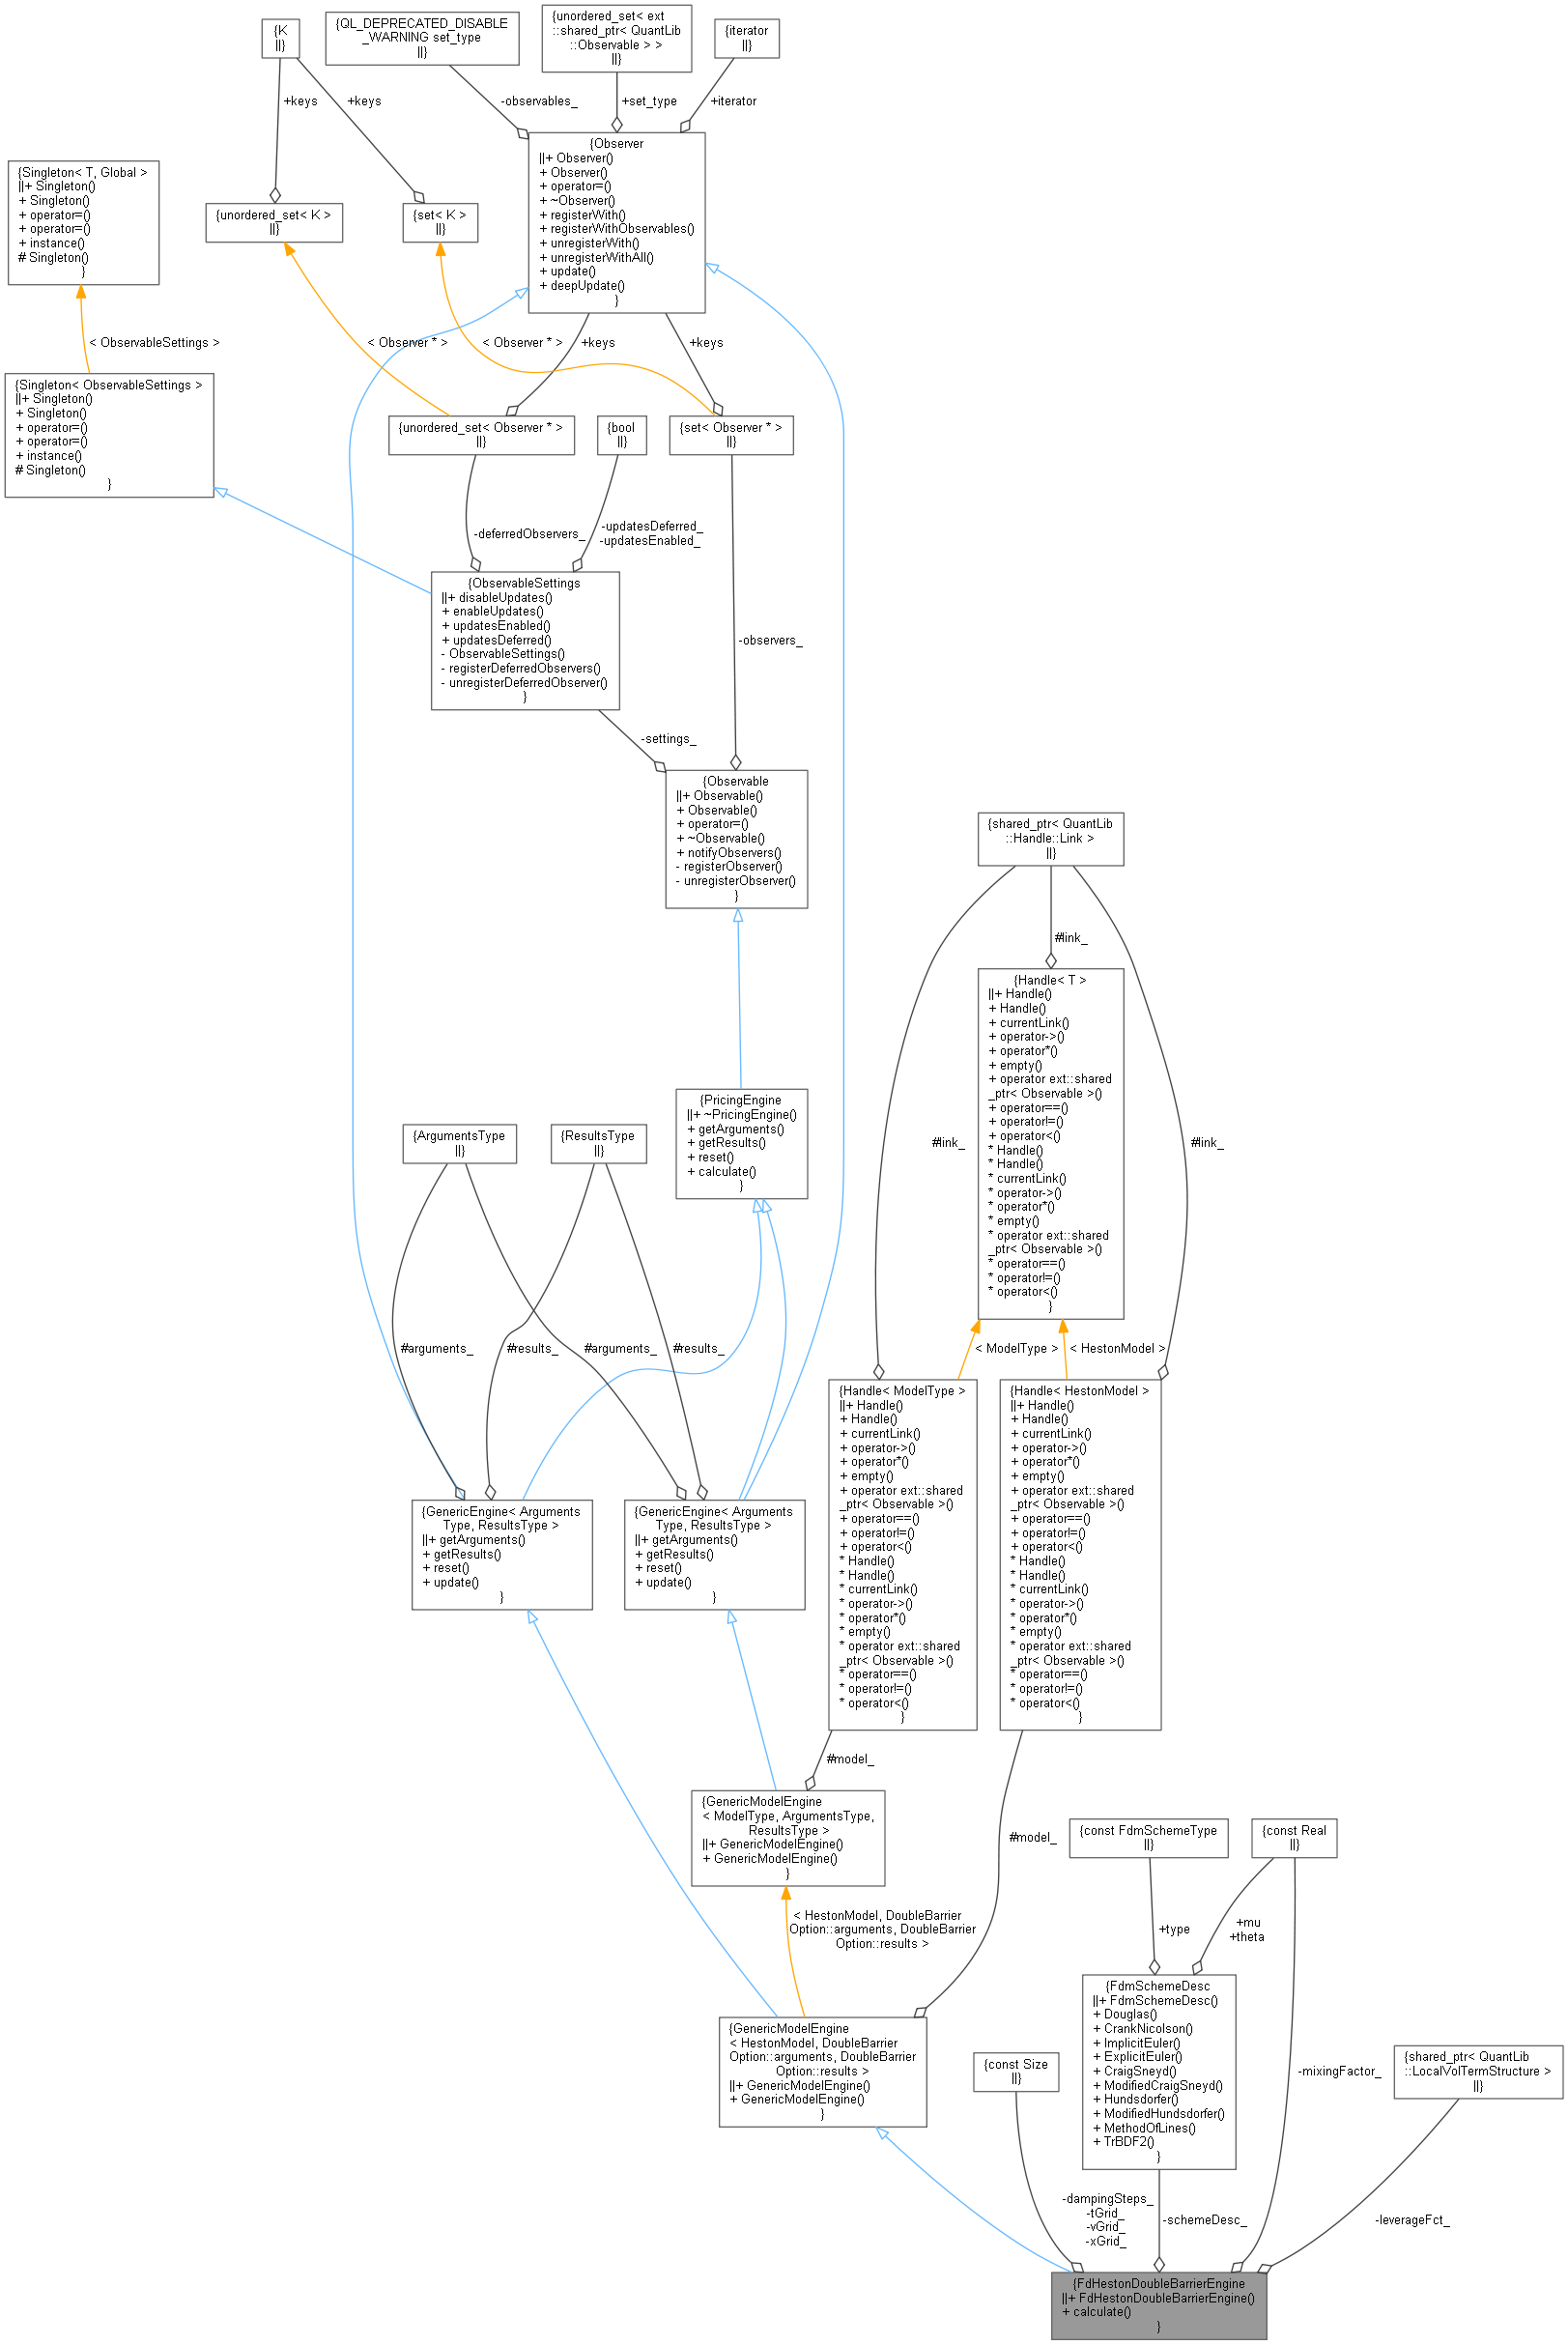 {K
||}
{QL_DEPRECATED_DISABLE
_WARNING set_type
||}
{unordered_set< ext
::shared_ptr< QuantLib
::Observable > >
||}
{iterator
||}
+keys
+keys
-observables_
+set_type
+iterator
{Singleton< T, Global >
||+ Singleton()
+ Singleton()
+ operator=()
+ operator=()
+ instance()
# Singleton()
}
{unordered_set< K >
||}
{set< K >
||}
{Observer
||+ Observer()
+ Observer()
+ operator=()
+ ~Observer()
+ registerWith()
+ registerWithObservables()
+ unregisterWith()
+ unregisterWithAll()
+ update()
+ deepUpdate()
}
< ObservableSettings >
< Observer * >
< Observer * >
+keys
+keys
{Singleton< ObservableSettings >
||+ Singleton()
+ Singleton()
+ operator=()
+ operator=()
+ instance()
# Singleton()
}
{unordered_set< Observer * >
||}
{bool
||}
{set< Observer * >
||}
-deferredObservers_
-updatesDeferred_
-updatesEnabled_
{ObservableSettings
||+ disableUpdates()
+ enableUpdates()
+ updatesEnabled()
+ updatesDeferred()
- ObservableSettings()
- registerDeferredObservers()
- unregisterDeferredObserver()
}
-observers_
-settings_
{Observable
||+ Observable()
+ Observable()
+ operator=()
+ ~Observable()
+ notifyObservers()
- registerObserver()
- unregisterObserver()
}
{shared_ptr< QuantLib
::Handle::Link >
||}
#link_
{Handle< T >
||+ Handle()
+ Handle()
+ currentLink()
+ operator->()
+ operator*()
+ empty()
+ operator ext::shared
_ptr< Observable >()
+ operator==()
+ operator!=()
+ operator<()
* Handle()
* Handle()
* currentLink()
* operator->()
* operator*()
* empty()
* operator ext::shared
_ptr< Observable >()
* operator==()
* operator!=()
* operator<()
}
{PricingEngine
||+ ~PricingEngine()
+ getArguments()
+ getResults()
+ reset()
+ calculate()
}
{ArgumentsType
||}
{ResultsType
||}
#link_
#link_
#arguments_
#results_
#arguments_
#results_
< ModelType >
< HestonModel >
{Handle< ModelType >
||+ Handle()
+ Handle()
+ currentLink()
+ operator->()
+ operator*()
+ empty()
+ operator ext::shared
_ptr< Observable >()
+ operator==()
+ operator!=()
+ operator<()
* Handle()
* Handle()
* currentLink()
* operator->()
* operator*()
* empty()
* operator ext::shared
_ptr< Observable >()
* operator==()
* operator!=()
* operator<()
}
{Handle< HestonModel >
||+ Handle()
+ Handle()
+ currentLink()
+ operator->()
+ operator*()
+ empty()
+ operator ext::shared
_ptr< Observable >()
+ operator==()
+ operator!=()
+ operator<()
* Handle()
* Handle()
* currentLink()
* operator->()
* operator*()
* empty()
* operator ext::shared
_ptr< Observable >()
* operator==()
* operator!=()
* operator<()
}
{GenericEngine< Arguments
Type, ResultsType >
||+ getArguments()
+ getResults()
+ reset()
+ update()
}
{GenericEngine< Arguments
Type, ResultsType >
||+ getArguments()
+ getResults()
+ reset()
+ update()
}
#model_
{GenericModelEngine
< ModelType, ArgumentsType,
ResultsType >
||+ GenericModelEngine()
+ GenericModelEngine()
}
#model_
{const FdmSchemeType
||}
{const Real
||}
< HestonModel, DoubleBarrier
Option::arguments, DoubleBarrier
Option::results >
+type
+mu
+theta
{GenericModelEngine
< HestonModel, DoubleBarrier
Option::arguments, DoubleBarrier
Option::results >
||+ GenericModelEngine()
+ GenericModelEngine()
}
{const Size
||}
{FdmSchemeDesc
||+ FdmSchemeDesc()
+ Douglas()
+ CrankNicolson()
+ ImplicitEuler()
+ ExplicitEuler()
+ CraigSneyd()
+ ModifiedCraigSneyd()
+ Hundsdorfer()
+ ModifiedHundsdorfer()
+ MethodOfLines()
+ TrBDF2()
}
-mixingFactor_
{shared_ptr< QuantLib
::LocalVolTermStructure >
||}
-dampingSteps_
-tGrid_
-vGrid_
-xGrid_
-schemeDesc_
-leverageFct_
{FdHestonDoubleBarrierEngine
||+ FdHestonDoubleBarrierEngine()
+ calculate()
}